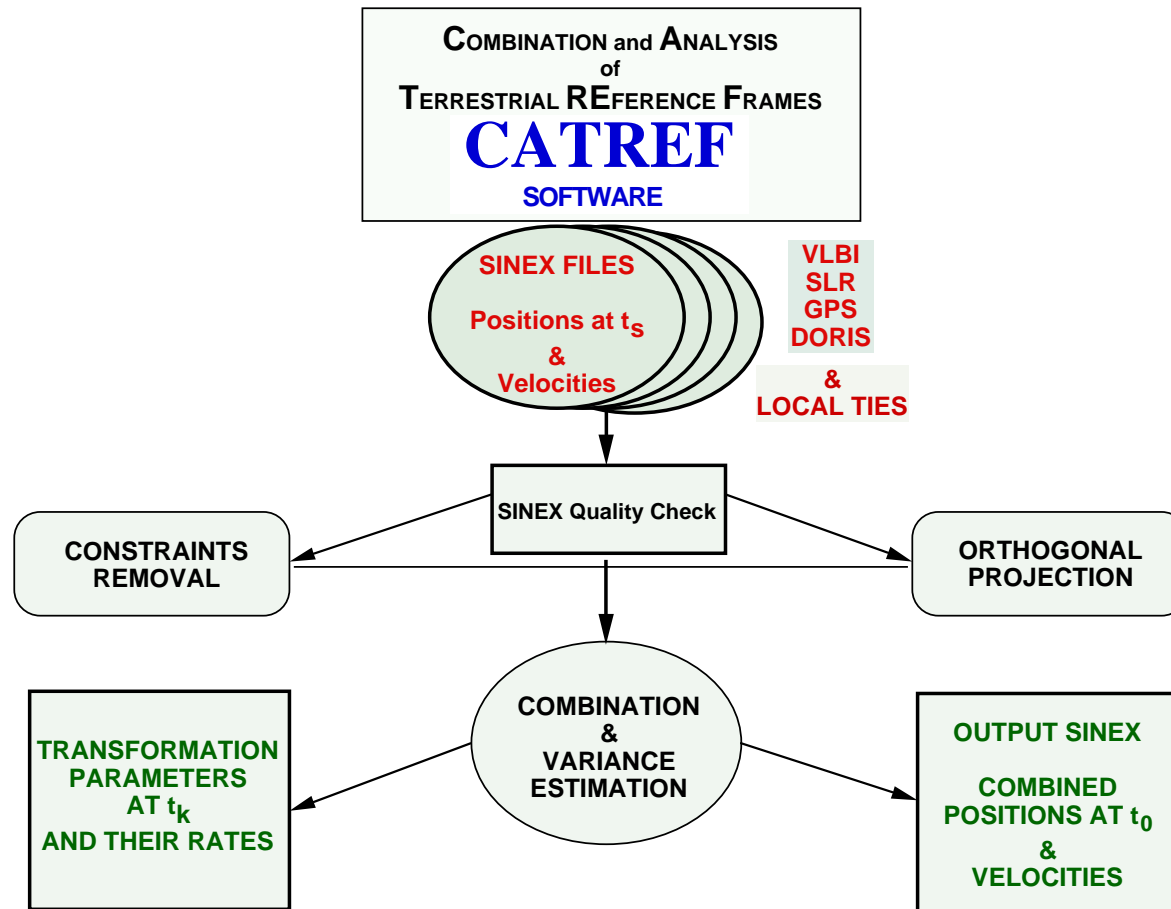 COMBINATION and ANALYSIS
of
TERRESTRIAL REFERENCE FRAMES
CATREF
SOFTWARE
SINEX FILES
Positions at ts
&
Velocities
VLBI
SLR
GPS
DORIS
&
LOCAL TIES
SINEX Quality Check
CONSTRAINTS
REMOVAL
ORTHOGONAL
PROJECTION
COMBINATION
&
VARIANCE
ESTIMATION
TRANSFORMATION
PARAMETERS
AT tk
AND THEIR RATES
OUTPUT SINEX
COMBINED
POSITIONS AT t0
&
VELOCITIES